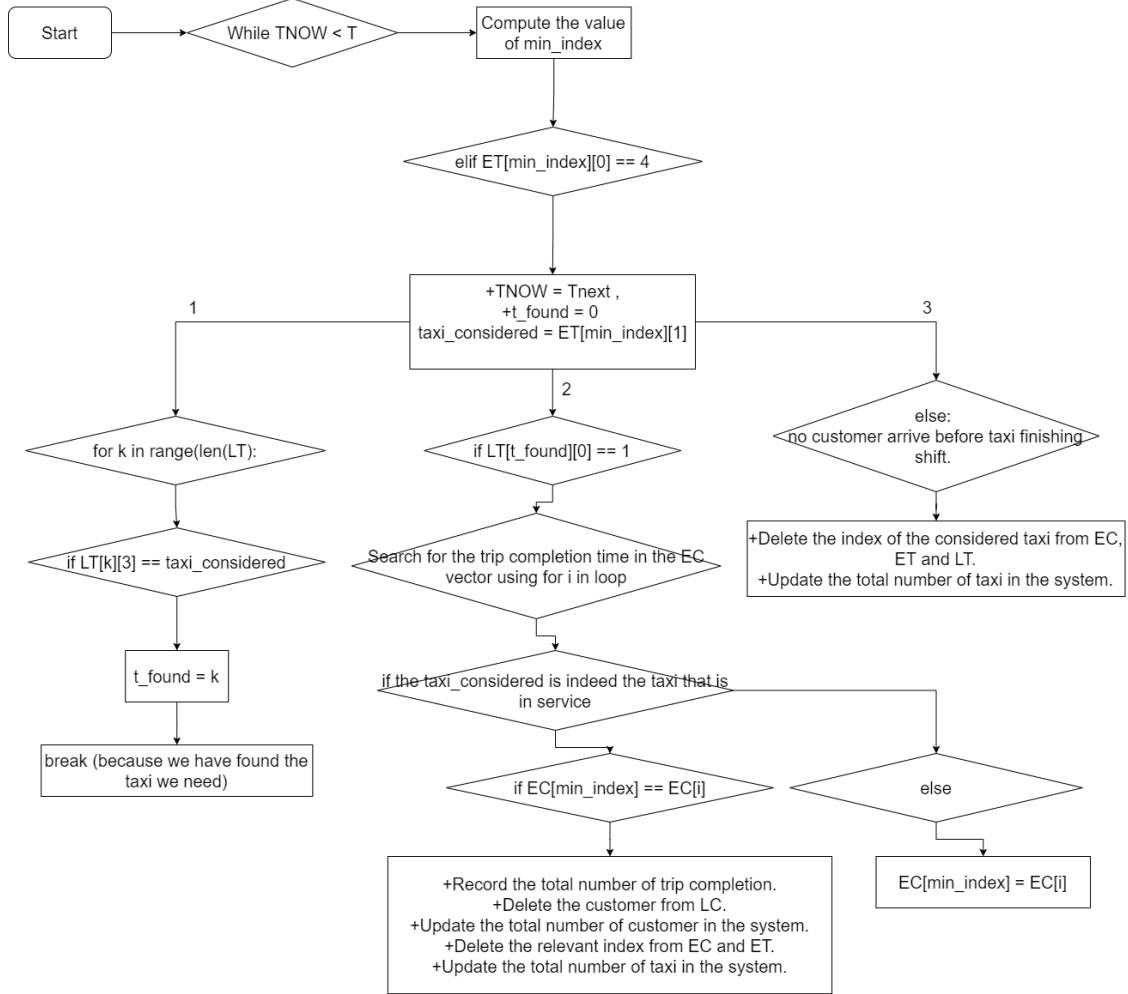 Start
While TNOW < T
Compute the value
of min_index
elif ET[min_index][0] == 4
+TNOW = Tnext ,
+t_found = 0
taxi_considered = ET[min_index][1]
1
2
3
for k in range(len(LT):
if LT[k][3] == taxi_considered
t_found = k
break (because we have found the
taxi we need)
if LT[t_found][0] == 1
Search for the trip completion time in the EC
vector using for i in loop
if the taxi_considered is indeed the taxi that is
in service
if EC[min_index] == EC[i]
+Record the total number of trip completion.
+Delete the customer from LC.
+Update the total number of customer in the system.
+Delete the relevant index from EC and ET.
+Update the total number of taxi in the system.
else
EC[min_index] = EC[i]
else:
no customer arrive before taxi finishing
shift.
+Delete the index of the considered taxi from EC,
ET and LT.
+Update the total number of taxi in the system.